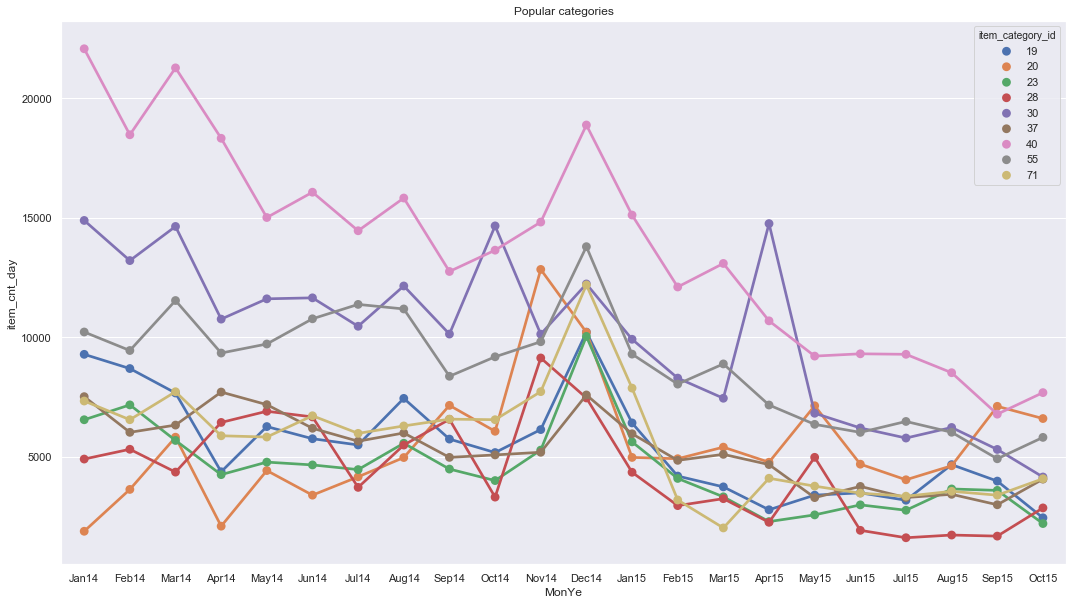 Popular categories
item_category_id
19
20
23
28
30
37
40
55
71
item_cnt_day
20000
15000
10000
5000
Jan14 Feb14 Mar14 Apr14 May14 Jun14 Jul14 Aug14 Sep14 Oct14 Nov14 Dec14 Jan15 Feb15 Mar15 Apr15 May15 Jun15 Jul15 Aug15 Sep15 Oct15
MonYe